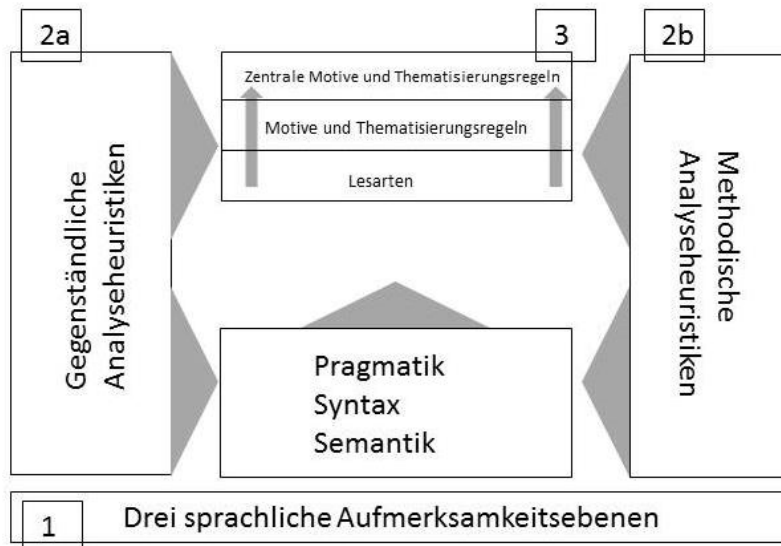 2a
3
2b
Zentrale Motive und Thematisierungsregeln
Motive und Thematisierungsregeln
Lesarten
Gegenständliche
Analyseheuristiken
Methodische
Analyseheuristiken
Pragmatik
Syntax
Semantik
1
Drei sprachliche Aufmerksamkeitsebenen